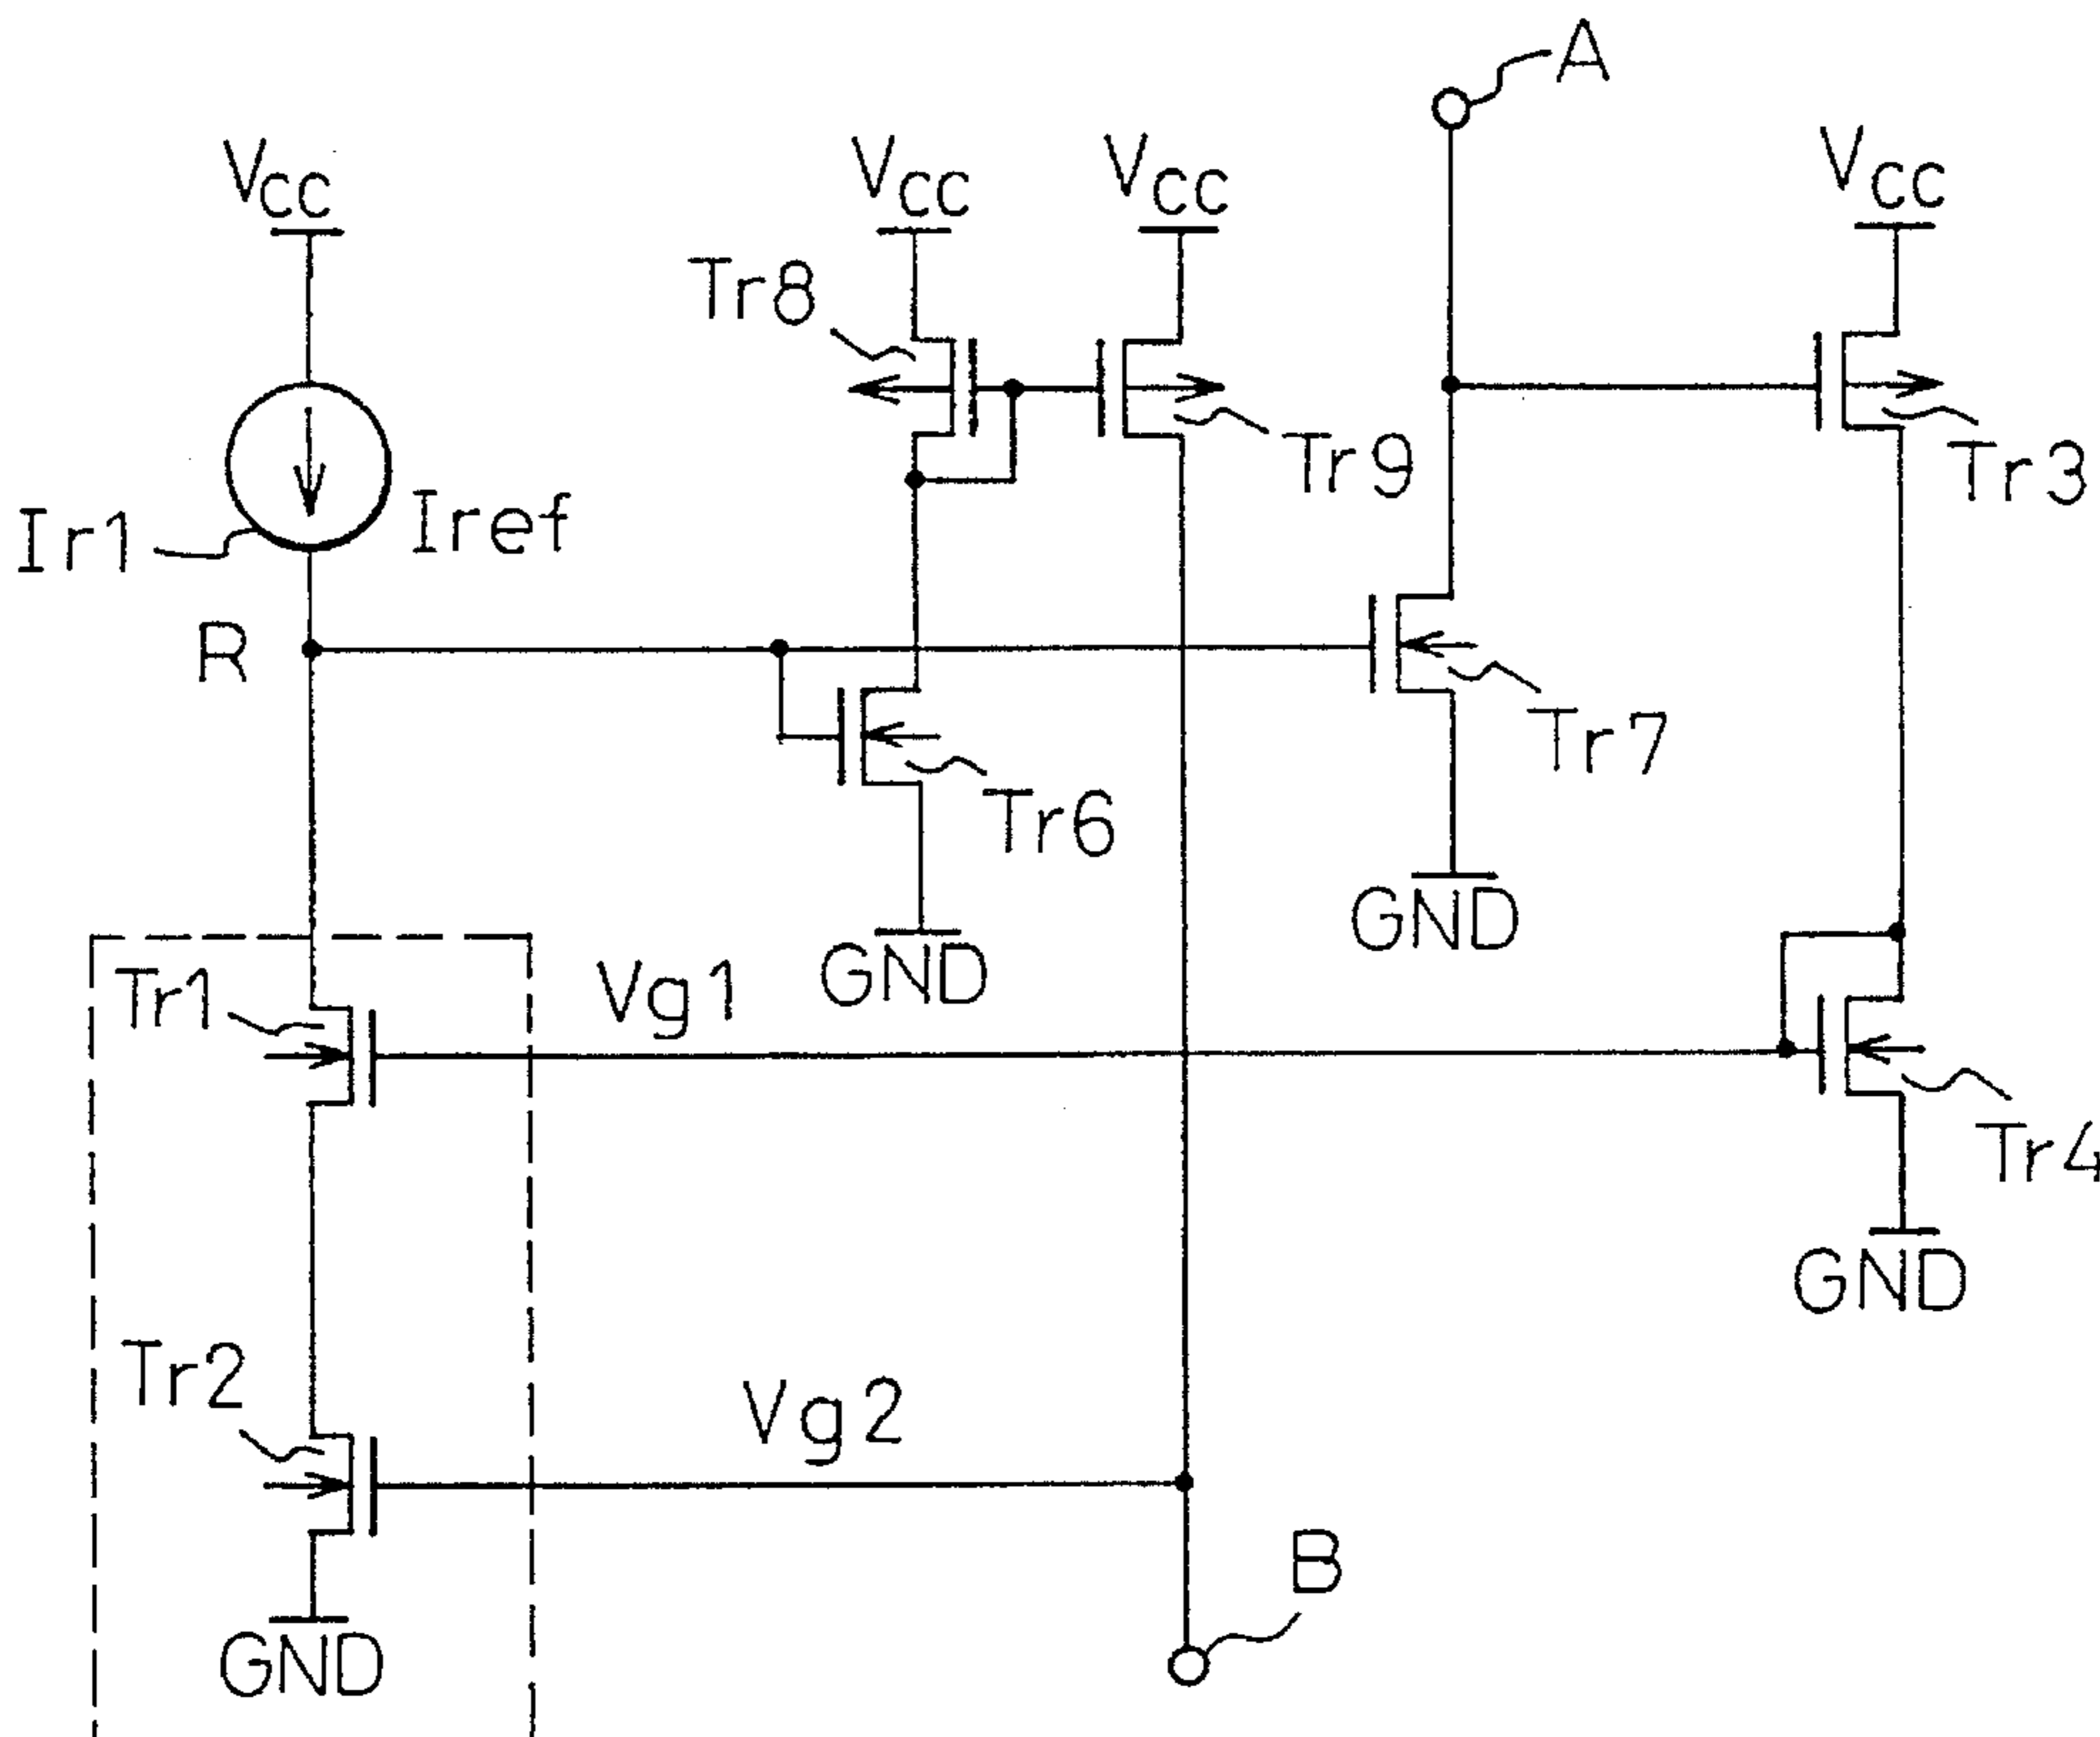 A
Vcc
Vcc
Vcc
Vcc
Tr8
Tr9
Tr3
Ir1
Iref
R
Tr7
Tr6
GND
GND
Tr1
Vg1
Tr4
GND
Tr2
Vg2
B
GND